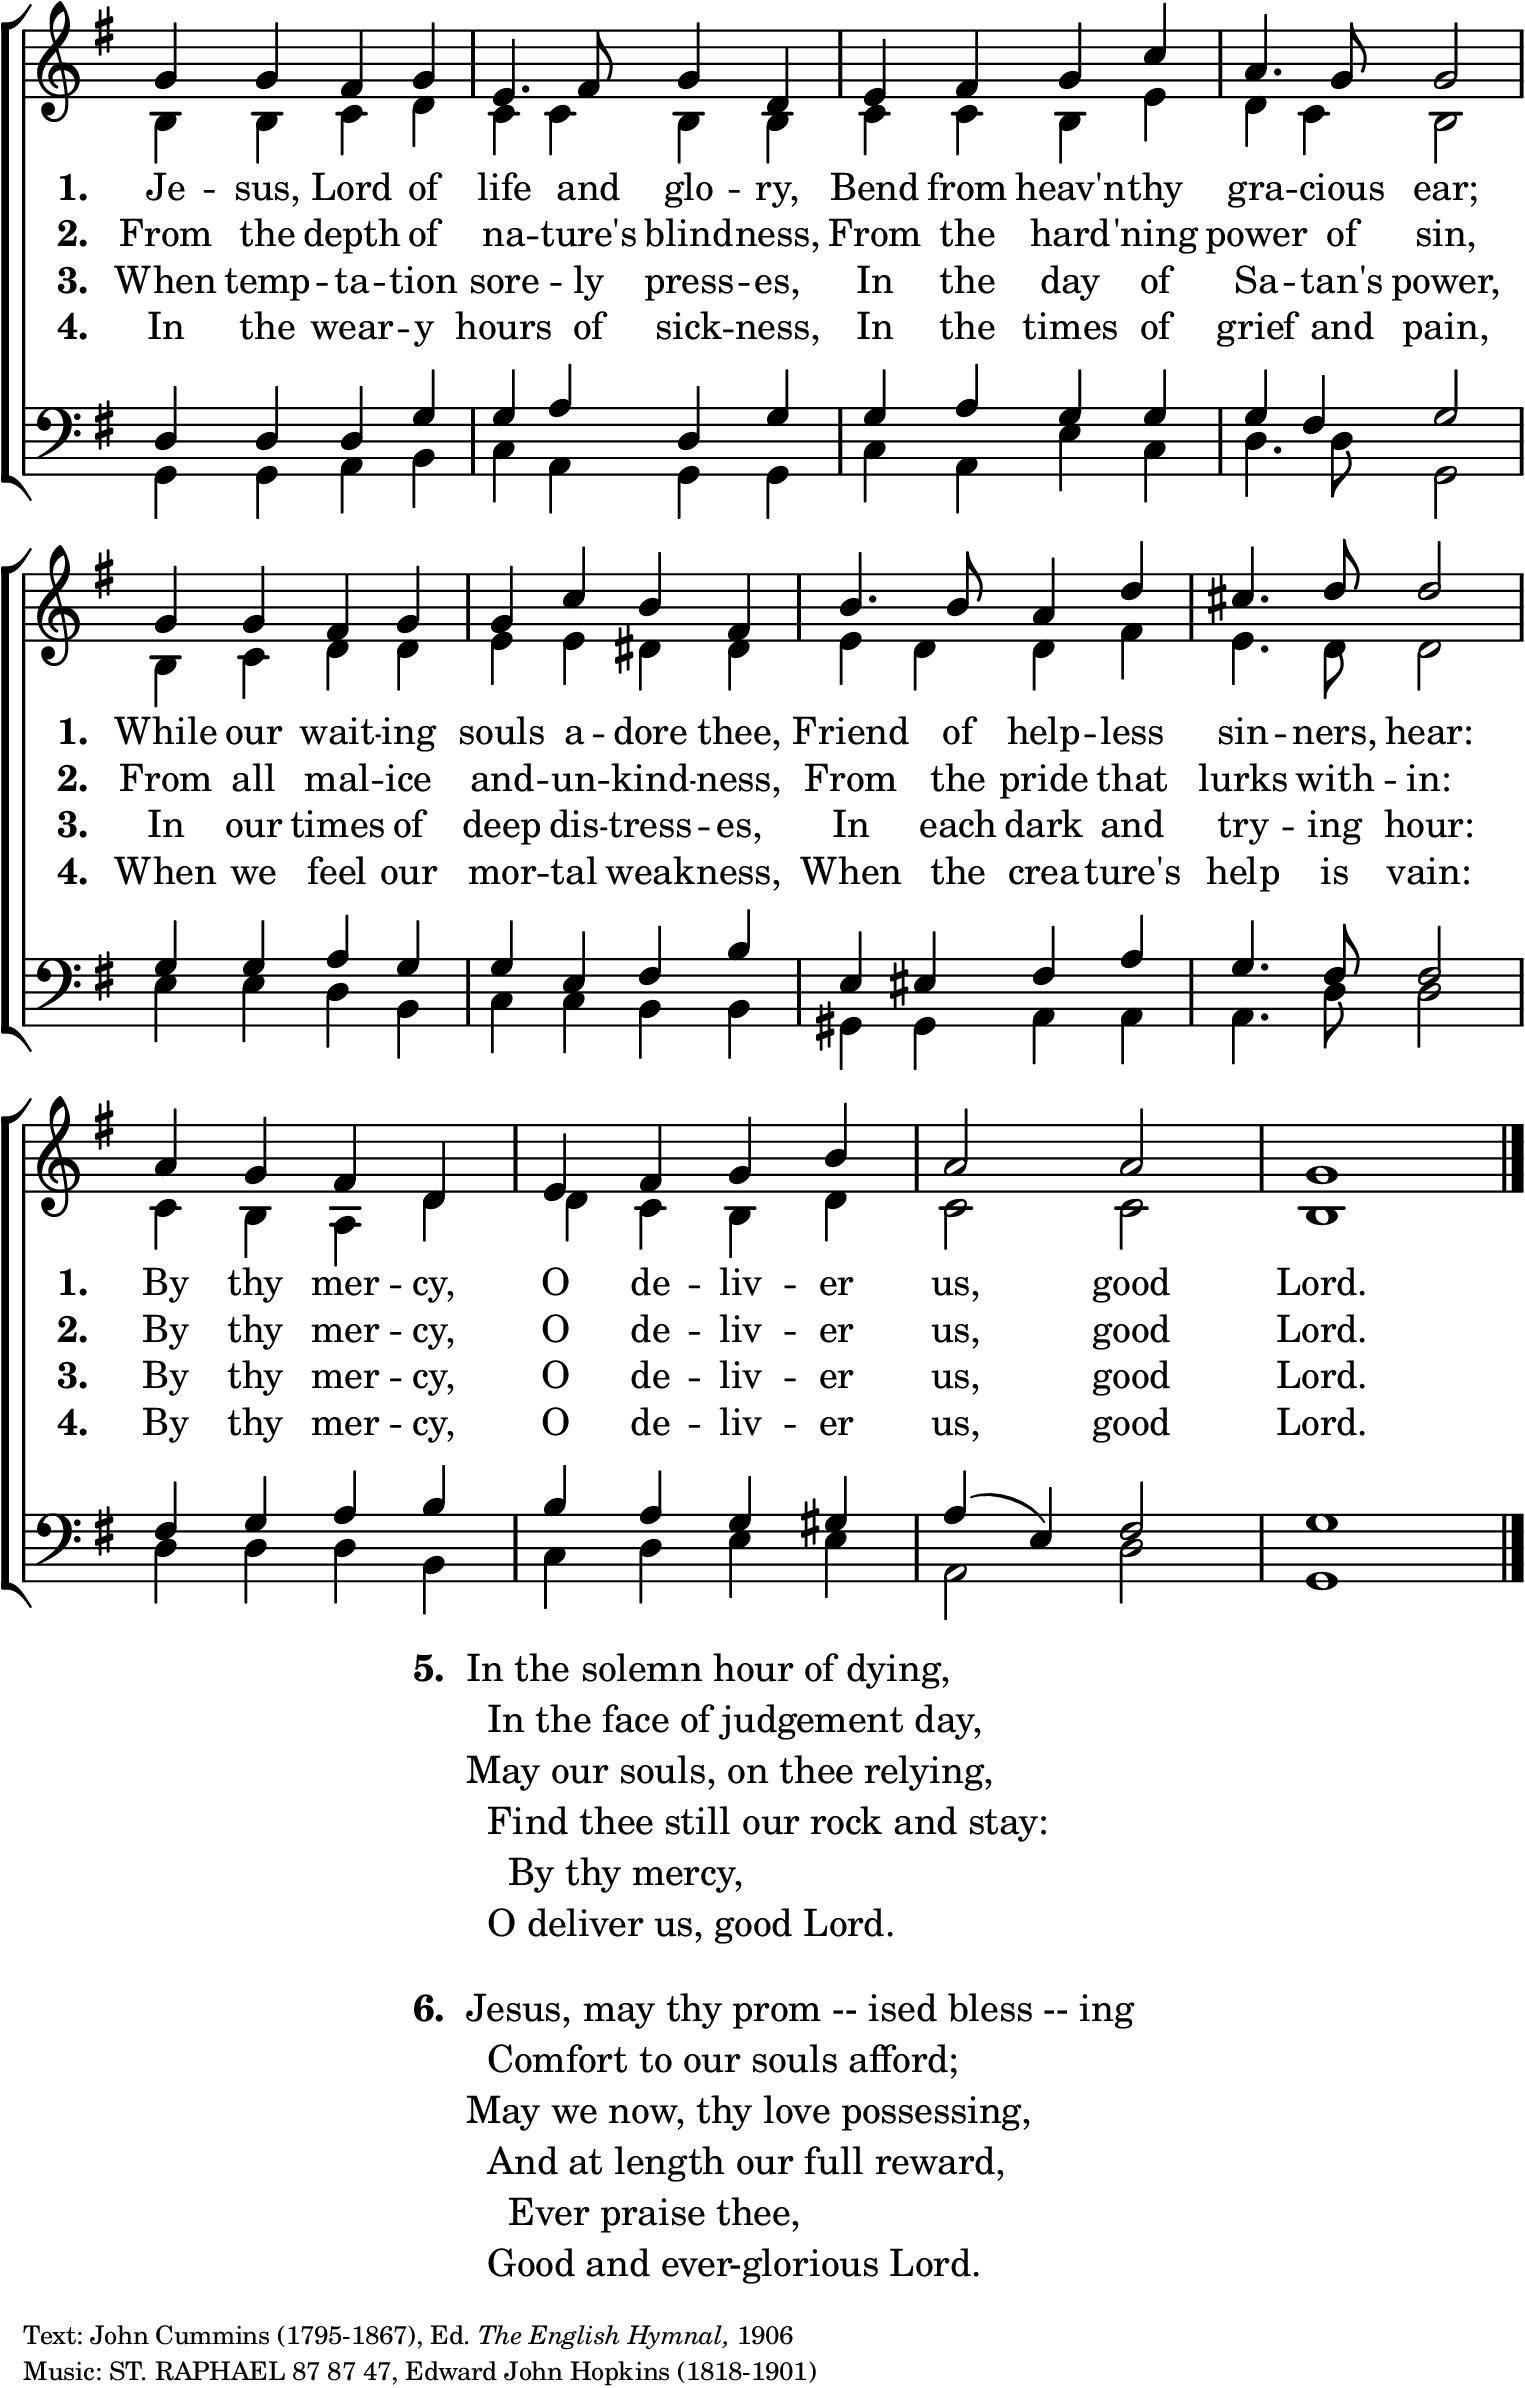 1. Je -- sus, Lord of life and glo -- ry, Bend from heav'n thy gra -- cious ear;
2. From the depth of na -- ture's blind -- ness, From the hard -- 'ning power of sin,
3. When temp -- ta -- tion sore -- ly press -- es, In the day of Sa -- tan's power,
4. In the wear -- y hours of sick -- ness, In the times of grief and pain,
1. While our wait -- ing souls a -- dore thee, Friend of help -- less sin -- ners, hear:
2. From all mal -- ice and -- un -- kind -- ness, From the pride that lurks with -- in:
3. In our times of deep dis -- tress -- es, In each dark and try -- ing hour:
4. When we feel our mor -- tal weak -- ness, When the crea -- ture's help is vain:
1. By thy mer -- cy, O de -- liv -- er us, good Lord.
2. By thy mer -- cy, O de -- liv -- er us, good Lord.
3. By thy mer -- cy, O de -- liv -- er us, good Lord.
4. By thy mer -- cy, O de -- liv -- er us, good Lord.
5. In the solemn hour of dying,
In the face of judgement day,
May our souls, on thee relying,
Find thee still our rock and stay:
By thy mercy,
O deliver us, good Lord.
6. Jesus, may thy prom -- ised bless -- ing
Comfort to our souls afford;
May we now, thy love possessing,
And at length our full reward,
Ever praise thee,
Good and ever-glorious Lord.
Text: John Cummins (1795-1867), Ed. The English Hymnal, 1906
Music: ST. RAPHAEL 87 87 47, Edward John Hopkins (1818-1901)